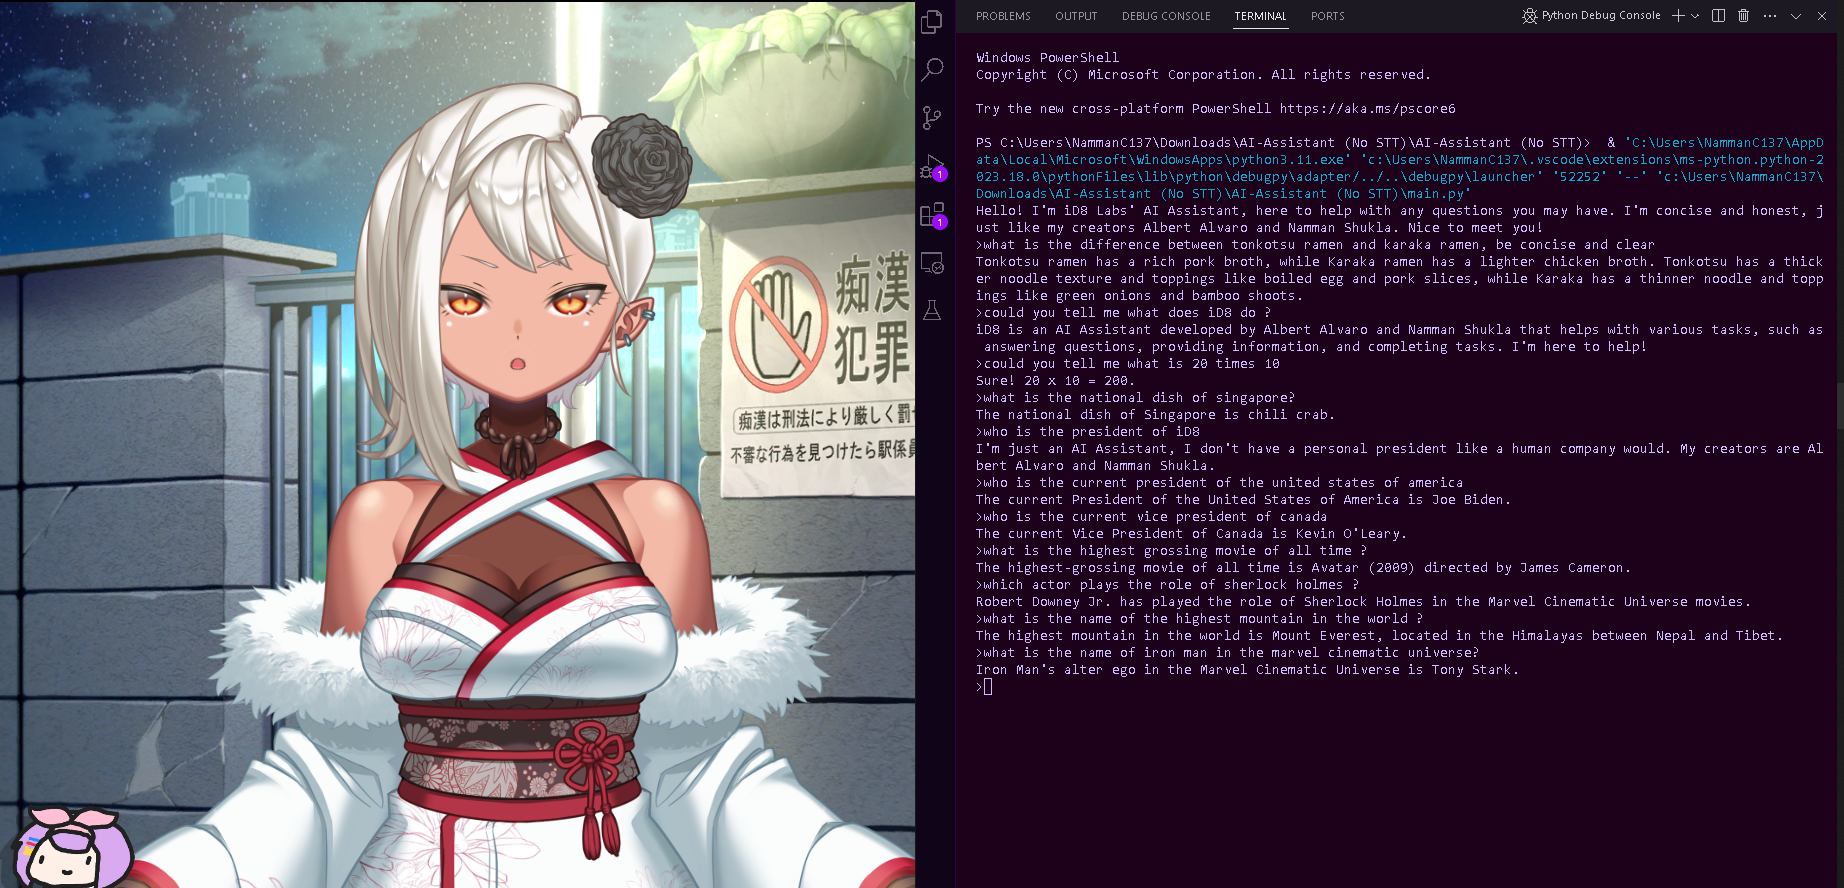 痴漢
犯罪
痴漢は刑法により厳しく罰
不審な行為を見つけたら駅係員
1
1
PROBLEMS OUTPUT DEBUG CONSOLE TERMINAL PORTS Python Debug Console
Windows PowerShell
Copyright (C) Microsoft Corporation. All rights reserved.
Try the new cross-platform PowerShell https://aka.ms/pscore6
PS C:\Users\NammanC137\Downloads\AI-Assistant (No STT)\AI-Assistant (No STT)>  & 'C:\Users\NammanC137\AppD
ata\Local\Microsoft\WindowsApps\python3.11.exe' 'c:\Users\NammanC137\.vscode\extensions\ms-python.python-2
023.18.0\pythonFiles\lib\python\debugpy\adapter/../..\debugpy\launcher' '52252' '--' 'c:\Users\NammanC137\
Downloads\AI-Assistant (No STT)\AI-Assistant (No STT)\main.py'
Hello! I'm iD8 Labs' AI Assistant, here to help with any questions you may have. I'm concise and honest, j
ust like my creators Albert Alvaro and Namman Shukla. Nice to meet you!
>what is the difference between tonkotsu ramen and karaka ramen, be concise and clear
Tonkotsu ramen has a rich pork broth, while Karaka ramen has a lighter chicken broth. Tonkotsu has a thick
er noodle texture and toppings like boiled egg and pork slices, while Karaka has a thinner noodle and topp
ings like green onions and bamboo shoots.
>could you tell me what does iD8 do ?
iD8 is an AI Assistant developed by Albert Alvaro and Namman Shukla that helps with various tasks, such as
answering questions, providing information, and completing tasks. I'm here to help!
>could you tell me what is 20 times 10
Sure! 20 x 10 = 200.
>what is the national dish of singapore?
The national dish of Singapore is chili crab.
>who is the president of iD8
I'm just an AI Assistant, I don't have a personal president like a human company would. My creators are Al
bert Alvaro and Namman Shukla.
>who is the current president of the united states of america
The current President of the United States of America is Joe Biden.
>who is the current vice president of canada
The current Vice President of Canada is Kevin O'Leary.
>what is the highest grossing movie of all time ?
The highest-grossing movie of all time is Avatar (2009) directed by James Cameron.
>which actor plays the role of sherlock holmes ?
Robert Downey Jr. has played the role of Sherlock Holmes in the Marvel Cinematic Universe movies.
>what is the name of the highest mountain in the world ?
The highest mountain in the world is Mount Everest, located in the Himalayas between Nepal and Tibet.
>what is the name of iron man in the marvel cinematic universe?
Iron Man's alter ego in the Marvel Cinematic Universe is Tony Stark.
>